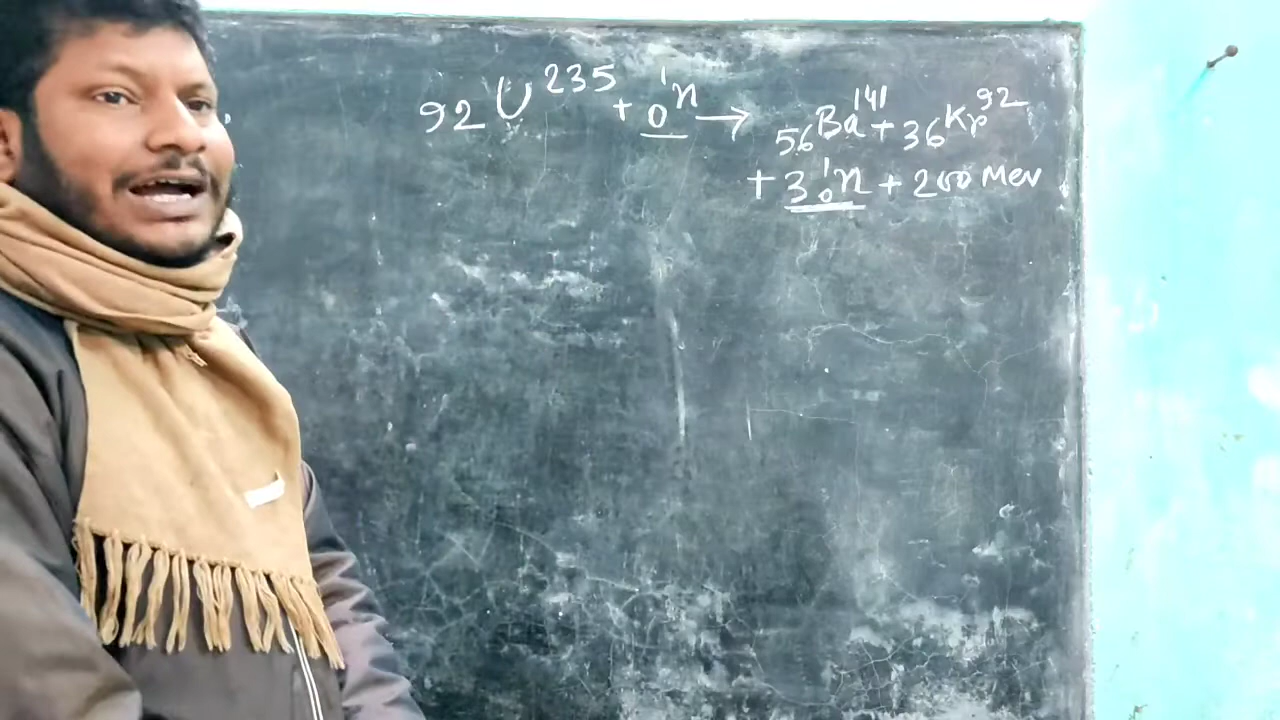 ₉₂U²³⁵ + ₀¹n → ₅₆Ba¹⁴¹ + ₃₆Kr⁹²
+ 3 ₀¹n + 200 Mev